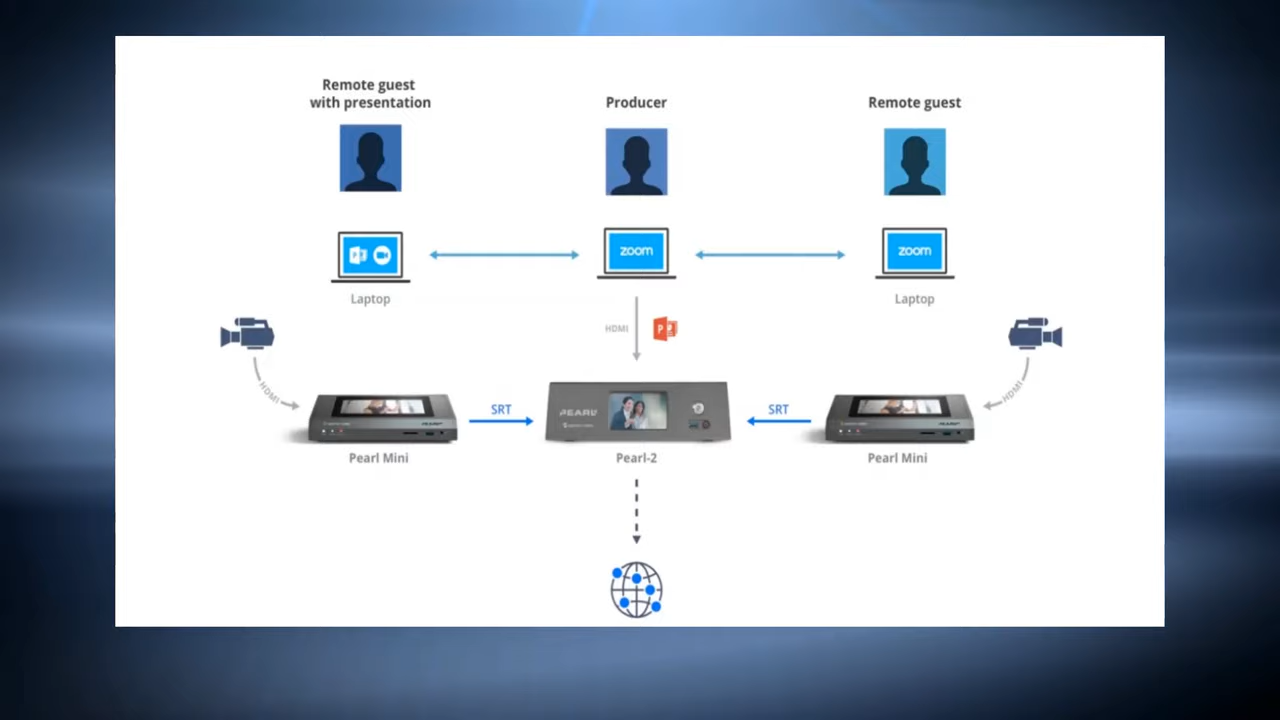 Remote guest
with presentation
Producer
Remote guest
zoom
zoom
Laptop
Laptop
HDMI
HDMI
HDMI
SRT
SRT
PEARL
Pearl Mini
Pearl-2
Pearl Mini